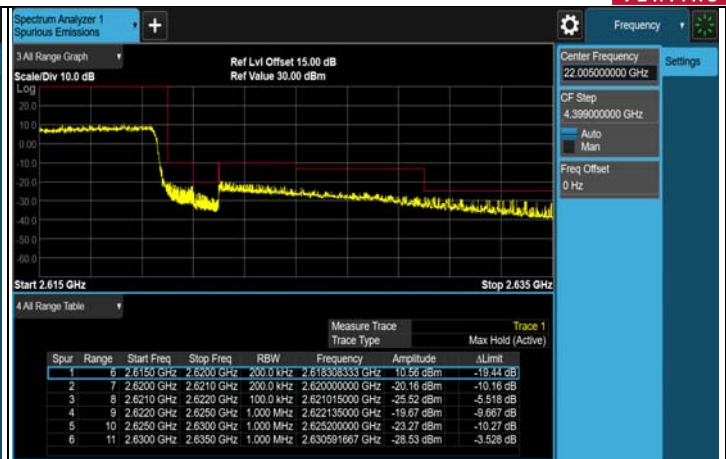 Spectrum Analyzer 1
Spurious Emissions
+
Frequency
3 All Range Graph
Ref Lvl Offset 15.00 dB
Scale/Div 10.0 dB
Ref Value 30.00 dBm
Log
20.0
10.0
0.00
-10.0
-20.0
-30.0
-40.0
-50.0
-60.0
Start 2.615 GHz
Stop 2.635 GHz
Center Frequency
22.005000000 GHz
Settings
CF Step
4.399000000 GHz
Auto
Man
Freq Offset
0 Hz
4 All Range Table
Measure Trace Trace 1
Trace Type Max Hold (Active)
Spur Range Start Freq Stop Freq RBW Frequency Amplitude ΔLimit
1 6 2.6150 GHz 2.6200 GHz 200.0 kHz 2.618308333 GHz 10.56 dBm -19.44 dB
2 7 2.6200 GHz 2.6210 GHz 200.0 kHz 2.620000000 GHz -20.16 dBm -10.16 dB
3 8 2.6210 GHz 2.6220 GHz 100.0 kHz 2.621015000 GHz -25.52 dBm -5.518 dB
4 9 2.6220 GHz 2.6250 GHz 1.000 MHz 2.622135000 GHz -19.67 dBm -9.667 dB
5 10 2.6250 GHz 2.6300 GHz 1.000 MHz 2.625200000 GHz -23.27 dBm -10.27 dB
6 11 2.6300 GHz 2.6350 GHz 1.000 MHz 2.630591667 GHz -28.53 dBm -3.528 dB